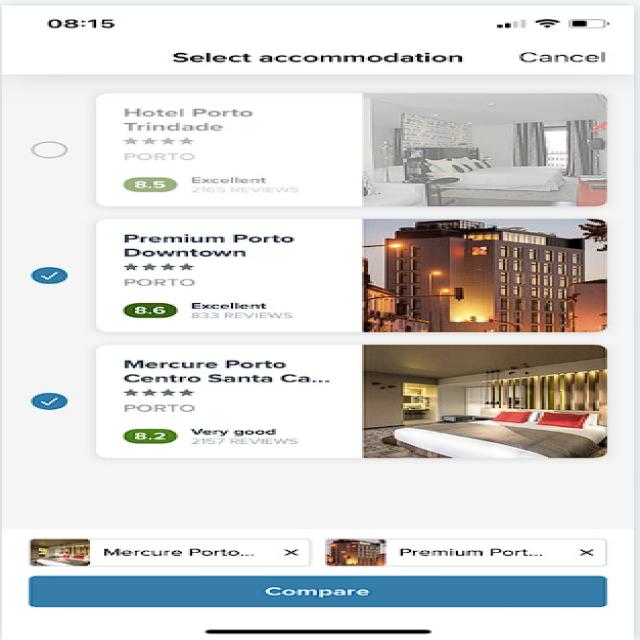 08:15
Select accommodation
Cancel
Hotel Porto
Trindade
PORTO
8.5
Excellent
2165 REVIEWS
Premium Porto
Downtown
PORTO
8.6
Excellent
833 REVIEWS
Mercure Porto
Centro Santa Ca...
PORTO
8.2
Very good
2157 REVIEWS
Mercure Porto...
Premium Port...
Compare